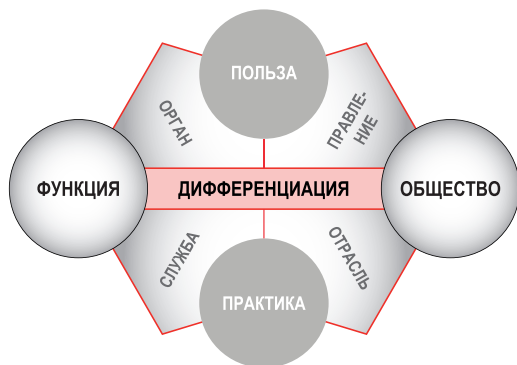 ПОЛЬЗА
ОРГАН
ПРАВЛЕ-
НИЕ
ФУНКЦИЯ
ДИФФЕРЕНЦИАЦИЯ
ОБЩЕСТВО
СЛУЖБА
ОТРАСЛЬ
ПРАКТИКА